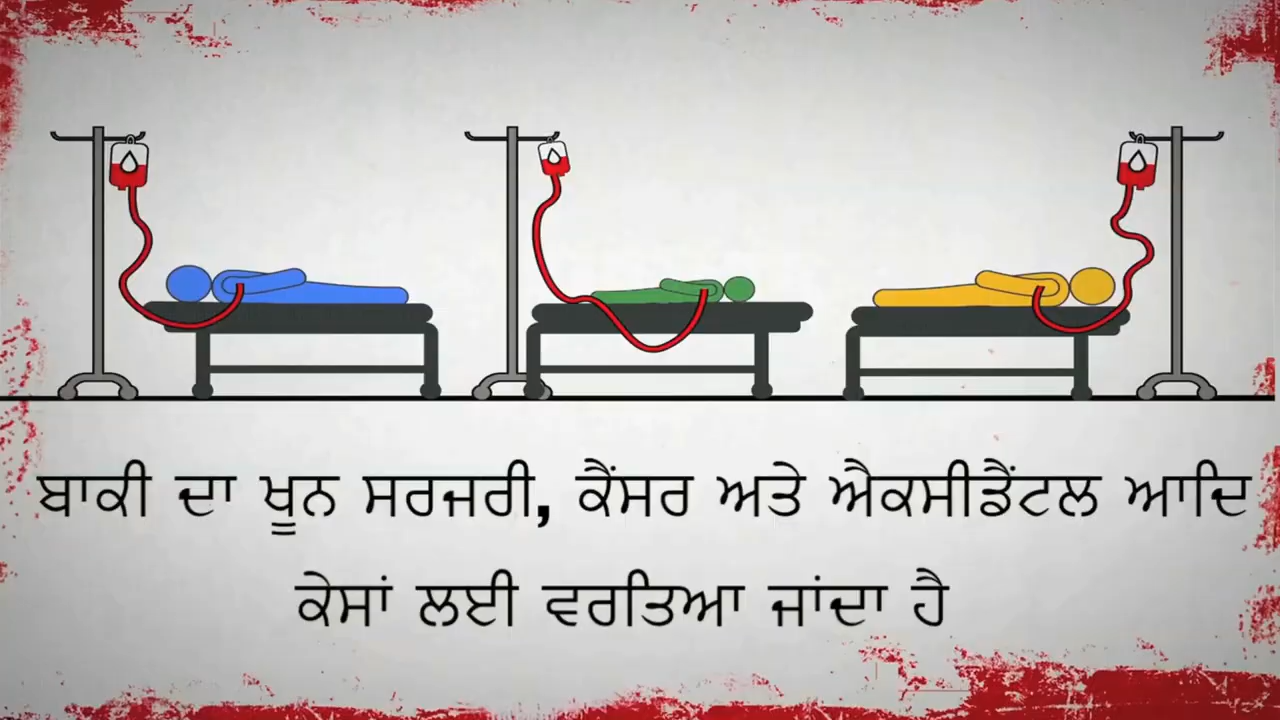 ਬਾਕੀ ਦਾ ਖੂਨ ਸਰਜਰੀ, ਕੈਂਸਰ ਅਤੇ ਐਕਸੀਡੈਂਟਲ ਆਦਿ
ਕੇਸਾਂ ਲਈ ਵਰਤਿਆ ਜਾਂਦਾ ਹੈ